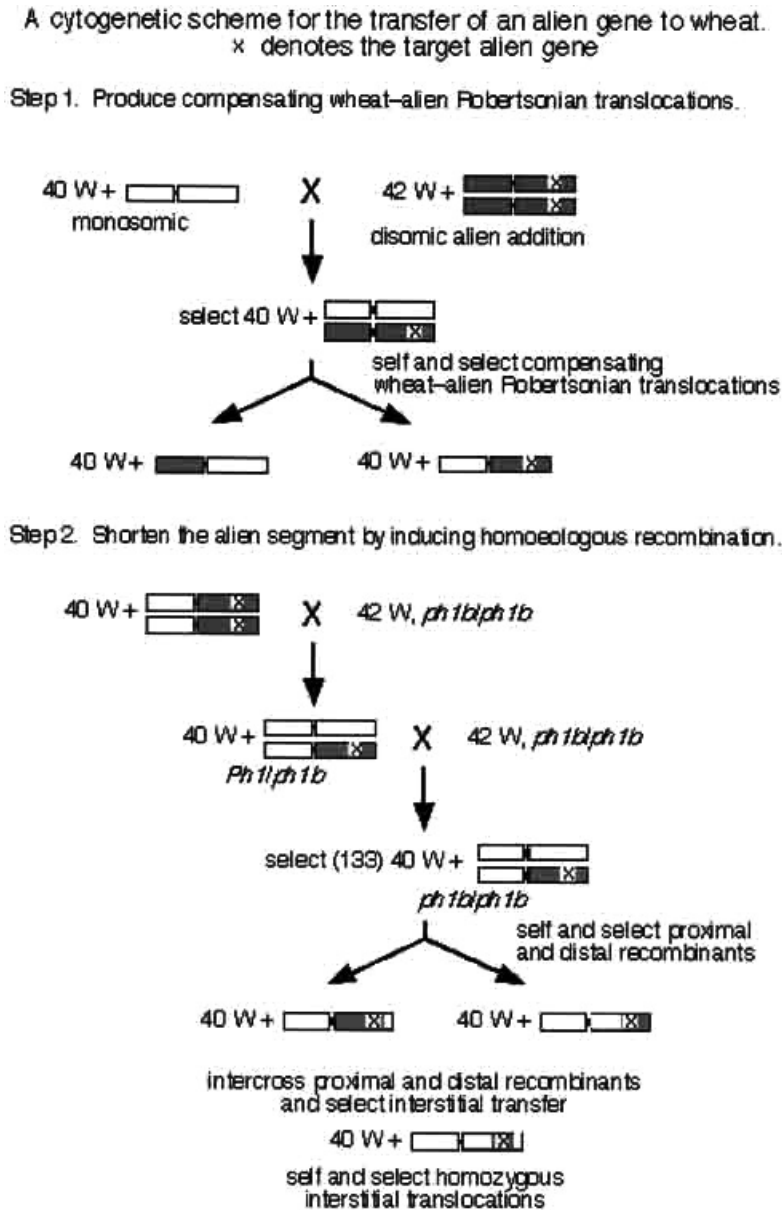 A cytogenetic scheme for the transfer of an alien gene to wheat.
× denotes the target alien gene
Step 1. Produce compensating wheat–alien Robertsonian translocations.
40 W+ X 42 W+ x x
monosomic
disomic alien addition
select 40 W+ x
self and select compensating
wheat–alien Robertsonian translocations
40 W+ 40 W+ x
Step 2. Shorten the alien segment by inducing homoeologous recombination.
40 W+ x x X 42 W, ph1b/ph1b
40 W+ x X 42 W, ph1b/ph1b
Ph1/ph1b
select (133) 40 W+ x
ph1b/ph1b
self and select proximal
and distal recombinants
40 W+ x 40 W+ x
intercross proximal and distal recombinants
and select interstitial transfer
40 W+ x
self and select homozygous
interstitial translocations